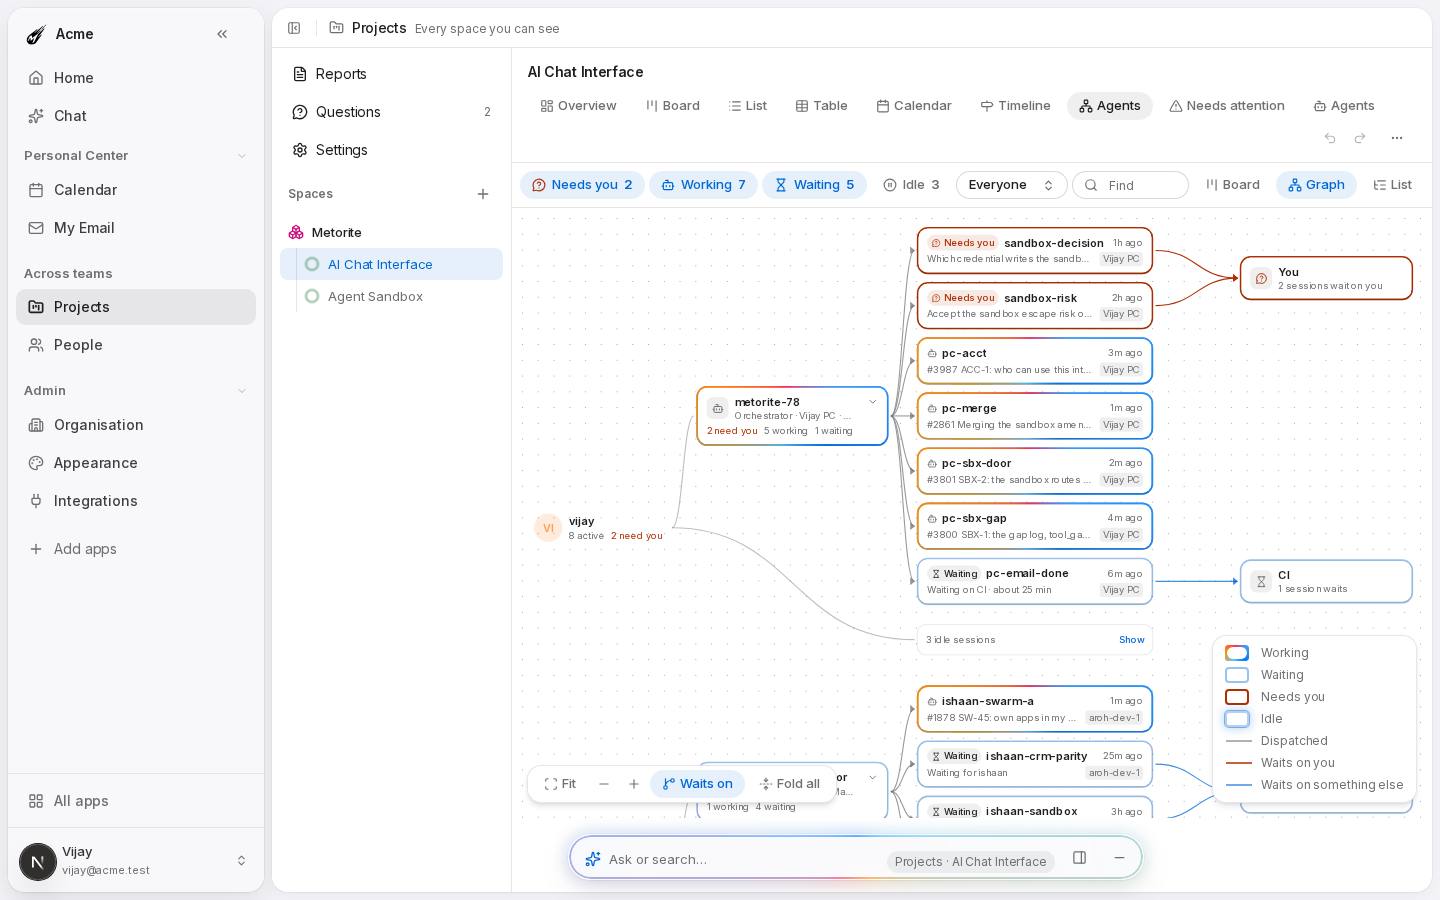 Acme
Home
Chat
Personal Center
Calendar
My Email
Across teams
Projects
People
Admin
Organisation
Appearance
Integrations
Add apps
All apps
Vijay
vijay@acme.test
Projects Every space you can see
Reports
Questions 2
Settings
Spaces
Metorite
AI Chat Interface
Agent Sandbox
AI Chat Interface
Overview Board List Table Calendar Timeline Agents Needs attention Agents
Needs you 2 Working 7 Waiting 5 Idle 3 Everyone Find Board Graph List
VI
vijay
8 active 2 need you
metorite-78
Orchestrator · Vijay PC · ...
2 need you 5 working 1 waiting
Needs you sandbox-decision 1h ago
Which credential writes the sandb... Vijay PC
Needs you sandbox-risk 2h ago
Accept the sandbox escape risk o... Vijay PC
pc-acct 3m ago
#3987 ACC-1: who can use this int... Vijay PC
pc-merge 1m ago
#2861 Merging the sandbox amen... Vijay PC
pc-sbx-door 2m ago
#3801 SBX-2: the sandbox routes ... Vijay PC
pc-sbx-gap 4m ago
#3800 SBX-1: the gap log, tool_ga... Vijay PC
Waiting pc-email-done 6m ago
Waiting on CI · about 25 min Vijay PC
3 idle sessions Show
You
2 sessions wait on you
CI
1 session waits
ishaan-swarm-a 1m ago
#1878 SW-45: own apps in my ... aroh-dev-1
Waiting ishaan-crm-parity 25m ago
Waiting for ishaan aroh-dev-1
Waiting ishaan-sandbox 3h ago
or
Ma...
1 working 4 waiting
Fit Waits on Fold all
Working
Waiting
Needs you
Idle
Dispatched
Waits on you
Waits on something else
Ask or search... Projects · AI Chat Interface